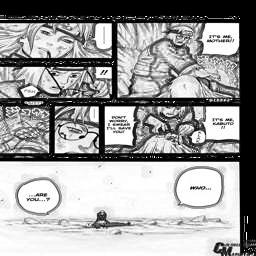 IT'S ME,
MOTHER!!
!!
DON'T
WORRY,
I SWEAR
I'LL SAVE
YOU!
IT'S ME,
KABUTO
!!
WHO...
...ARE
YOU...?